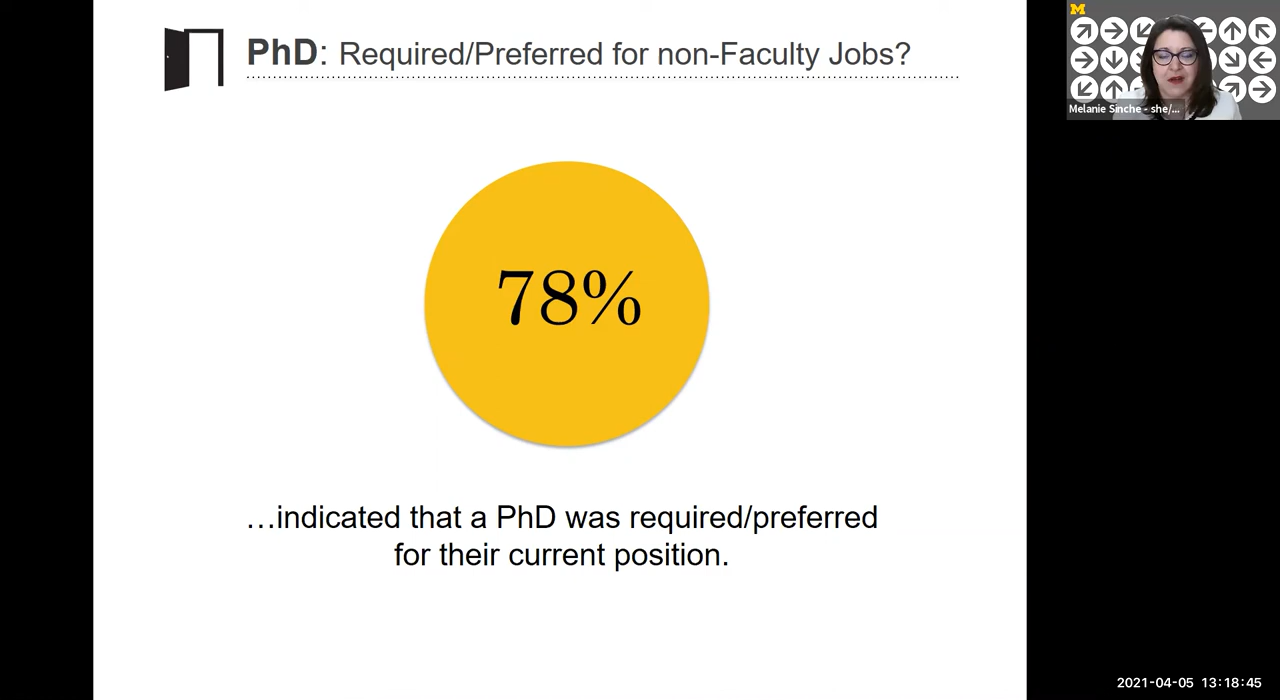 PhD: Required/Preferred for non-Faculty Jobs?
M
Melanie Sinche - she/...
78%
…indicated that a PhD was required/preferred
for their current position.
2021-04-05 13:18:45